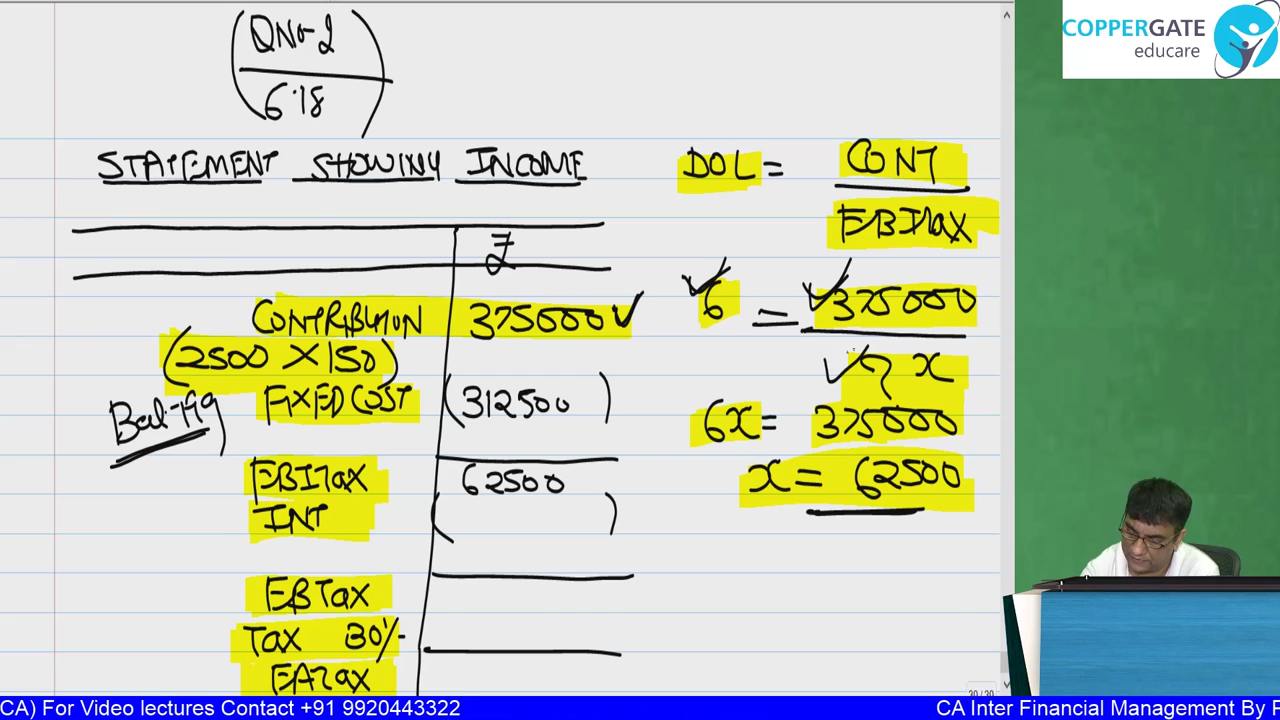 QNo-2
6.18
COPPERGATE
educare
STATEMENT SHOWING INCOME
₹
CONTRIBUTION 375000
(2500 × 150)
FIXED COST (312500)
Bal. fig
EBITax 62500
INT ( )
EBTax
Tax 30%
EATax
DOL = CONT
EBITax
6 = 375000
? x
6x = 375000
x = 62500
30/30
CA) For Video lectures Contact +91 9920443322
CA Inter Financial Management By